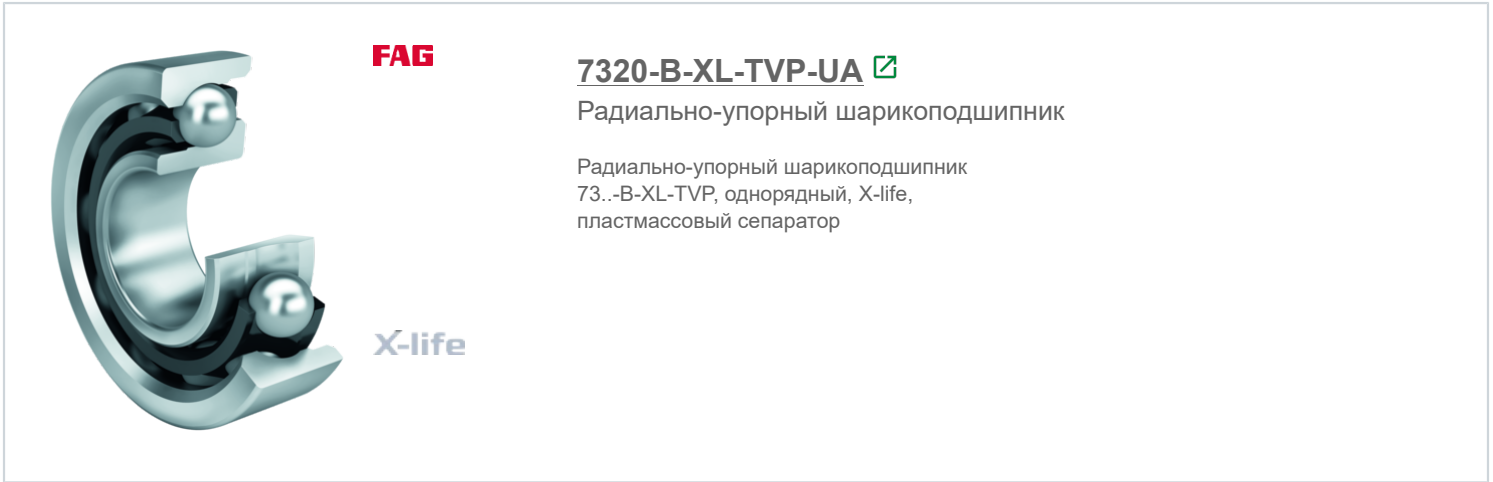 FAG
7320-B-XL-TVP-UA
Радиально-упорный шарикоподшипник
Радиально-упорный шарикоподшипник
73..-B-XL-TVP, однорядный, X-life,
пластмассовый сепаратор
X-life